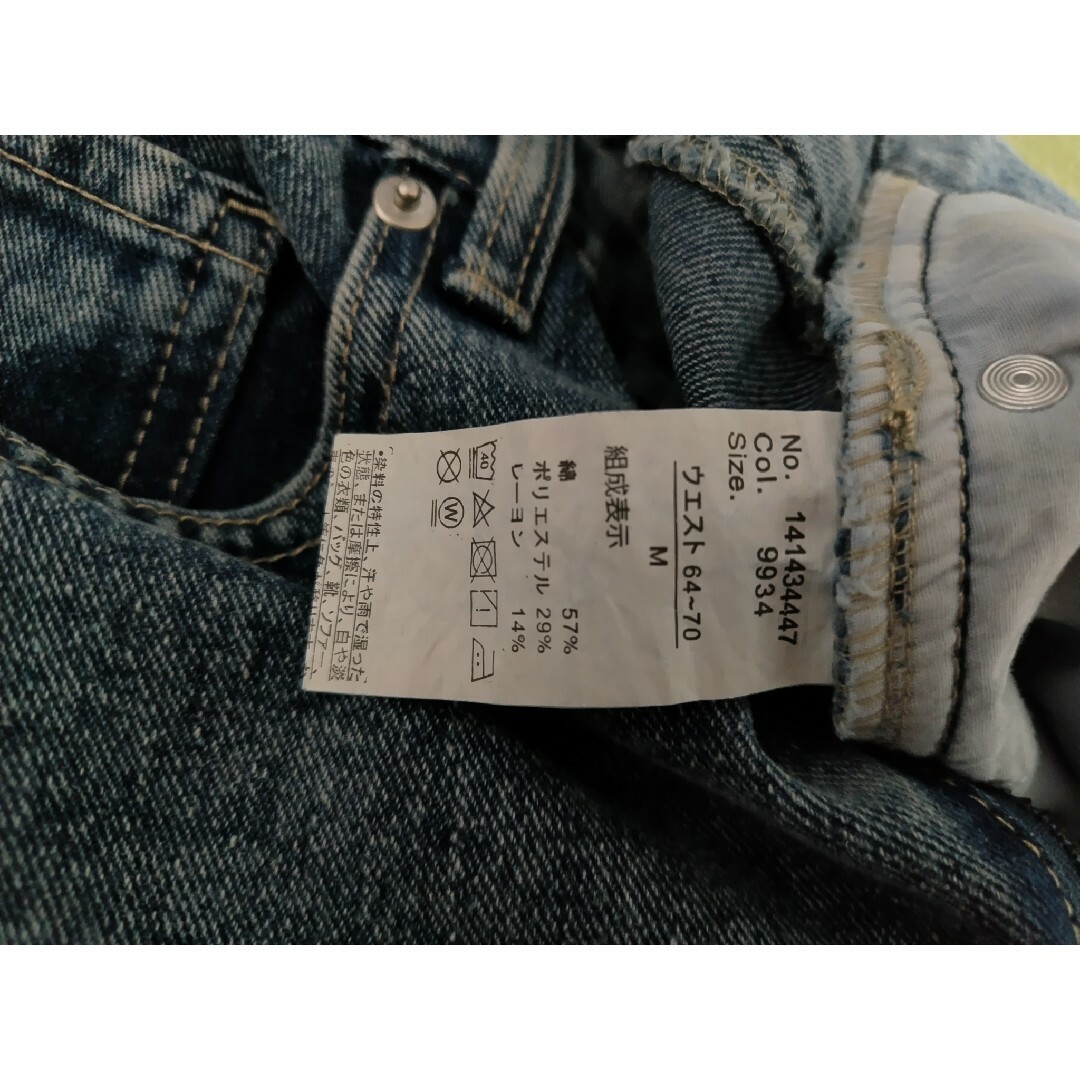 No. 141434447
Col. 9934
Size.
ウエスト64~70
M
組成表示
綿 57%
ポリエステル 29%
レーヨン 14%
40
W
•染料の特性上、汗や雨で湿った
状態、または摩擦により、白や淡
色の衣類、バッグ、靴、ソファー